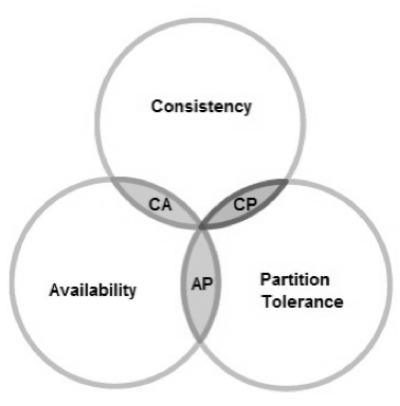 Consistency
CA
CP
AP
Availability
Partition
Tolerance